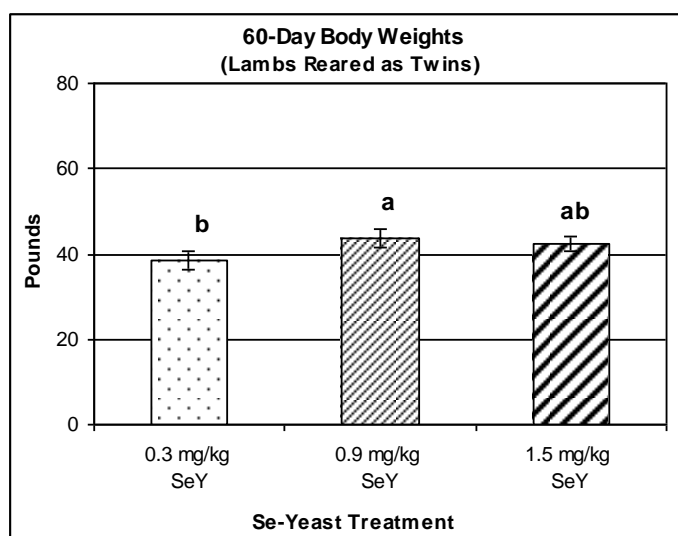 60-Day Body Weights
(Lambs Reared as Twins)
80
60
40
20
0
Pounds
b
a
ab
0.3 mg/kg
SeY
0.9 mg/kg
SeY
1.5 mg/kg
SeY
Se-Yeast Treatment